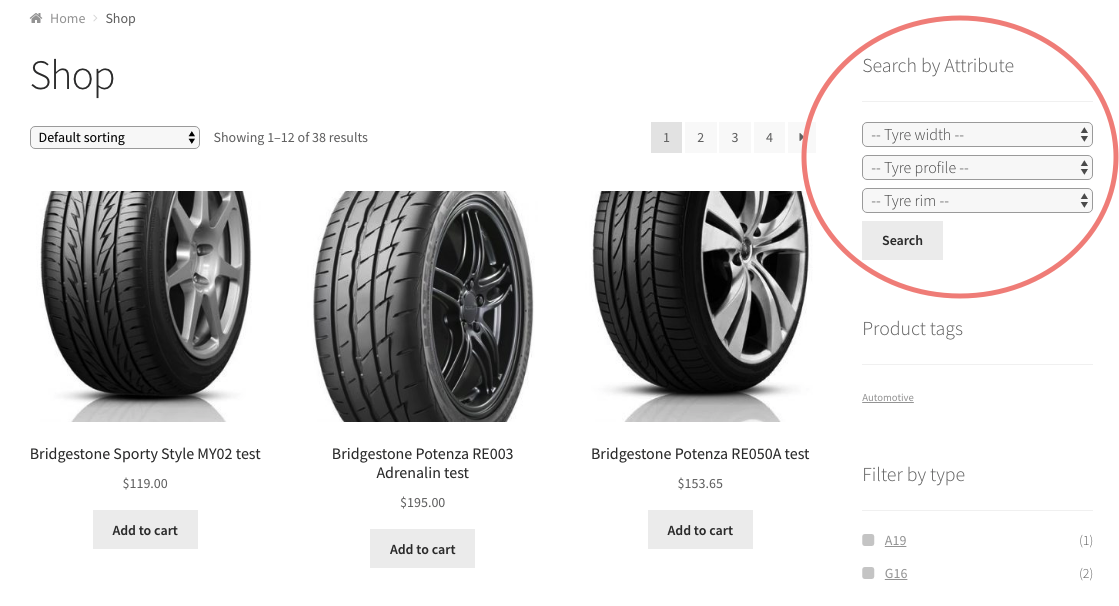 Home Shop
Shop
Default sorting
Showing 1–12 of 38 results
1 2 3 4
Bridgestone Sporty Style MY02 test
$119.00
Add to cart
Bridgestone Potenza RE003
Adrenalin test
$195.00
Add to cart
Bridgestone Potenza RE050A test
$153.65
Add to cart
Search by Attribute
-- Tyre width --
-- Tyre profile --
-- Tyre rim --
Search
Product tags
Automotive
Filter by type
A19 (1)
G16 (2)